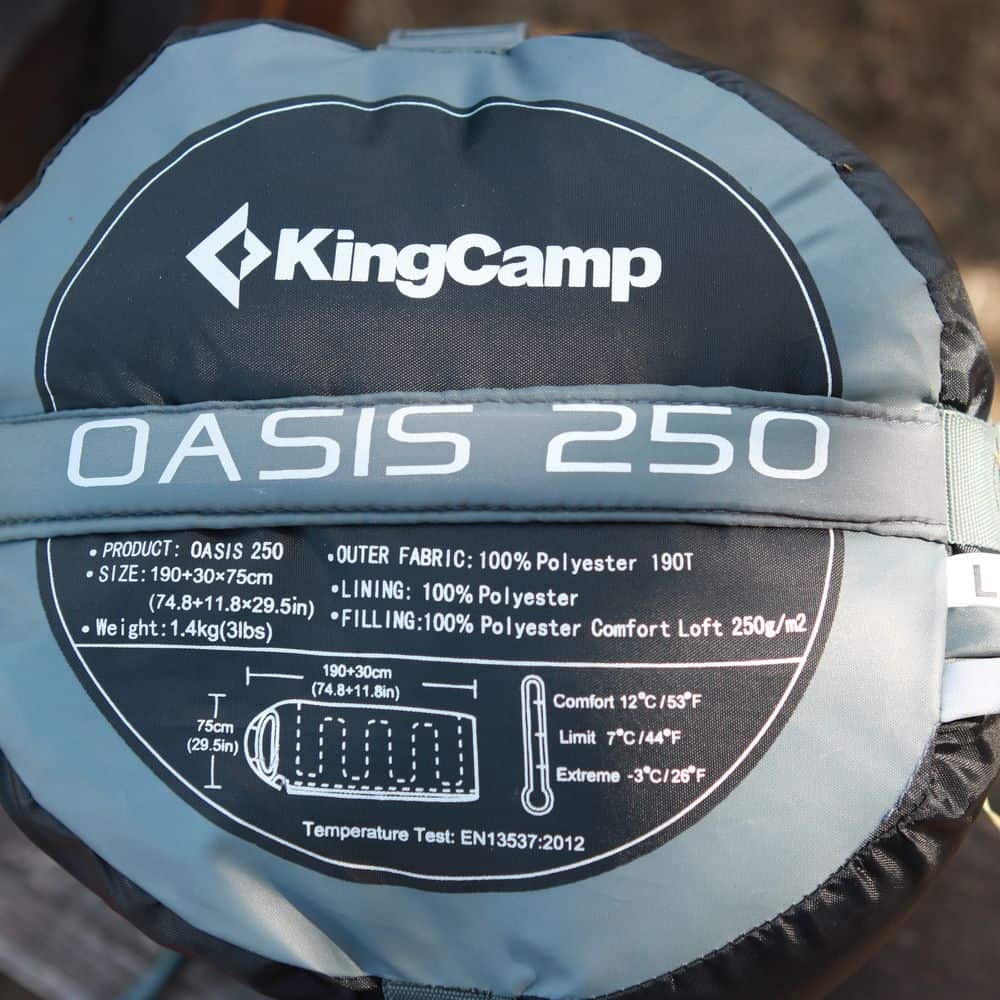 KingCamp
OASIS 250
• PRODUCT: OASIS 250
• SIZE: 190+30×75cm
(74.8+11.8×29.5in)
• Weight: 1.4kg(3lbs)
• OUTER FABRIC: 100% Polyester 190T
• LINING: 100% Polyester
• FILLING: 100% Polyester Comfort Loft 250g/m2
190+30cm
(74.8+11.8in)
75cm
(29.5in)
Comfort 12°C/53°F
Limit 7°C/44°F
Extreme -3°C/26°F
Temperature Test: EN13537:2012
L